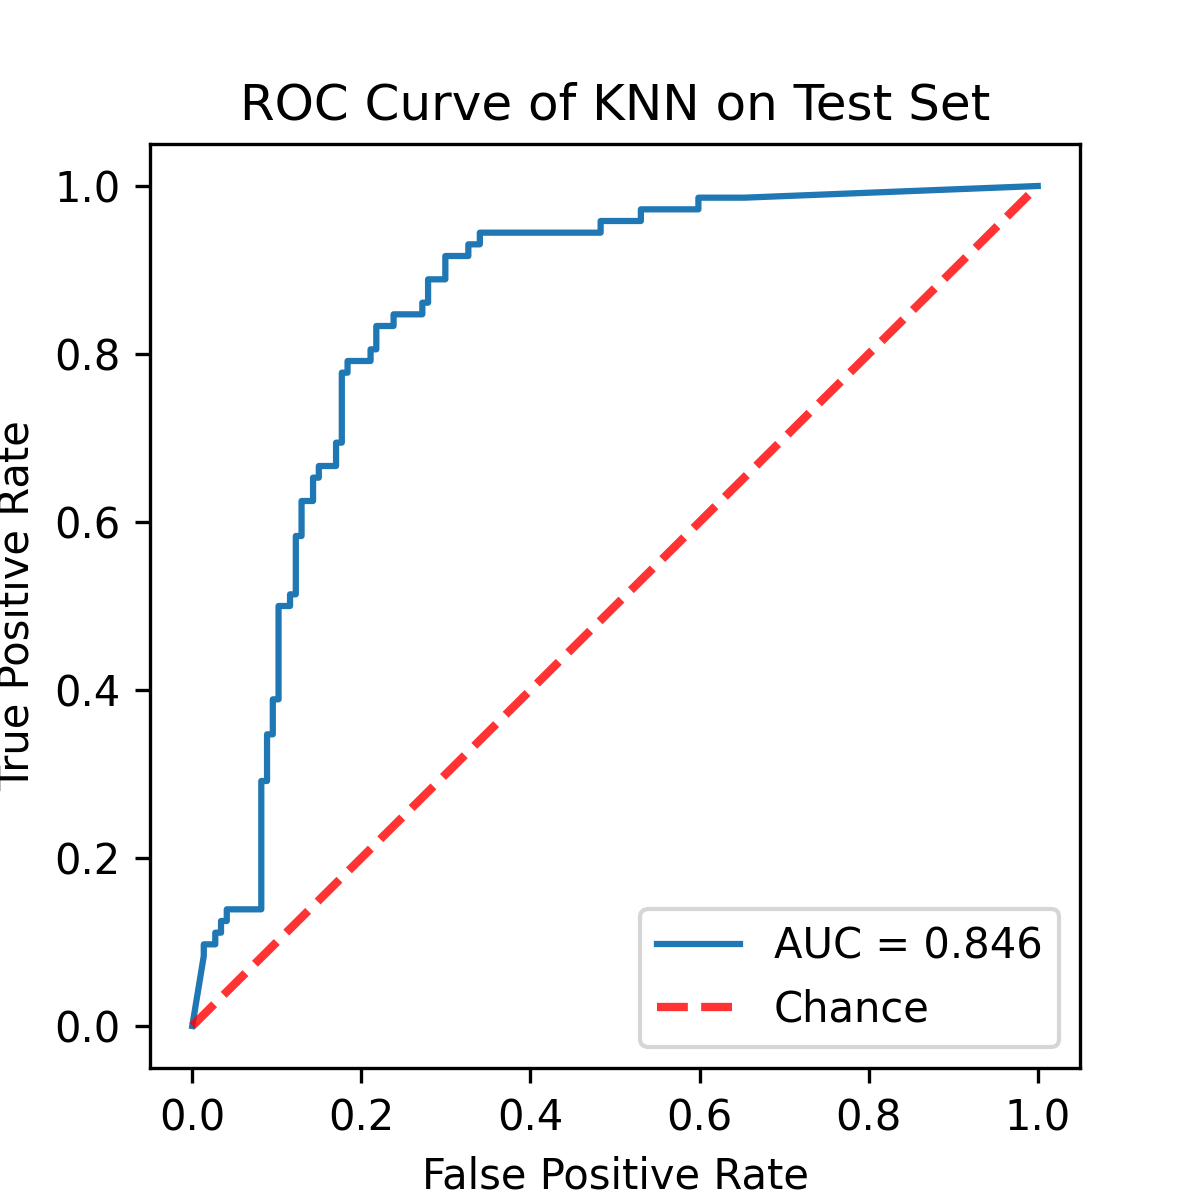 ROC Curve of KNN on Test Set
True Positive Rate
1.0
0.8
0.6
0.4
0.2
0.0
AUC = 0.846
Chance
0.0 0.2 0.4 0.6 0.8 1.0
False Positive Rate